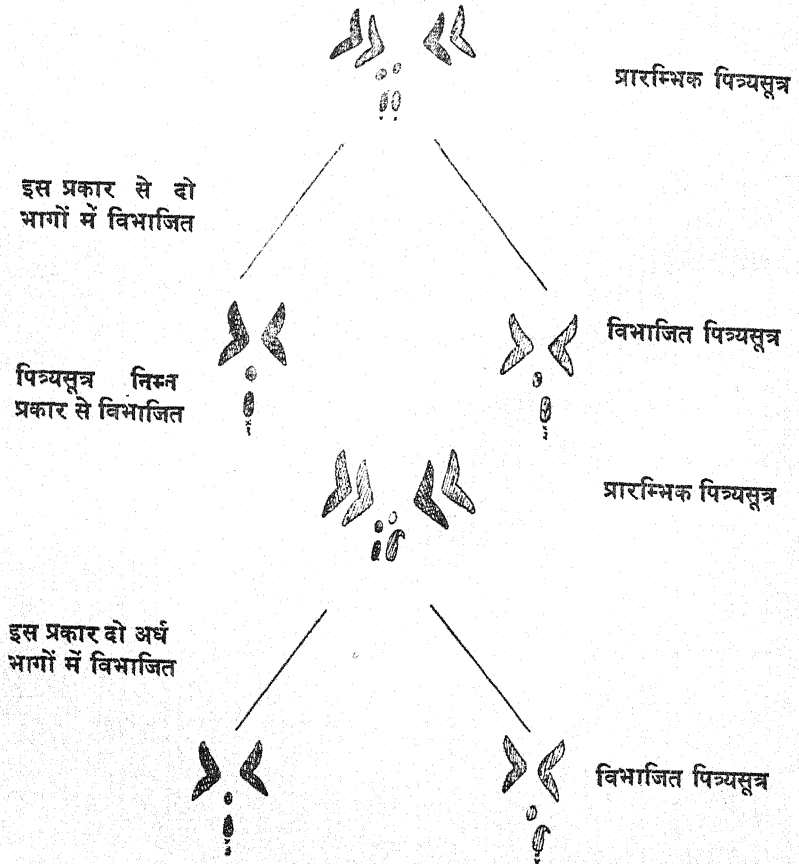 प्रारम्भिक पित्र्यसूत्र
इस प्रकार से दो
भागों में विभाजित
विभाजित पित्र्यसूत्र
पित्र्यसूत्र निम्न
प्रकार से विभाजित
प्रारम्भिक पित्र्यसूत्र
इस प्रकार दो अर्ध
भागों में विभाजित
विभाजित पित्र्यसूत्र